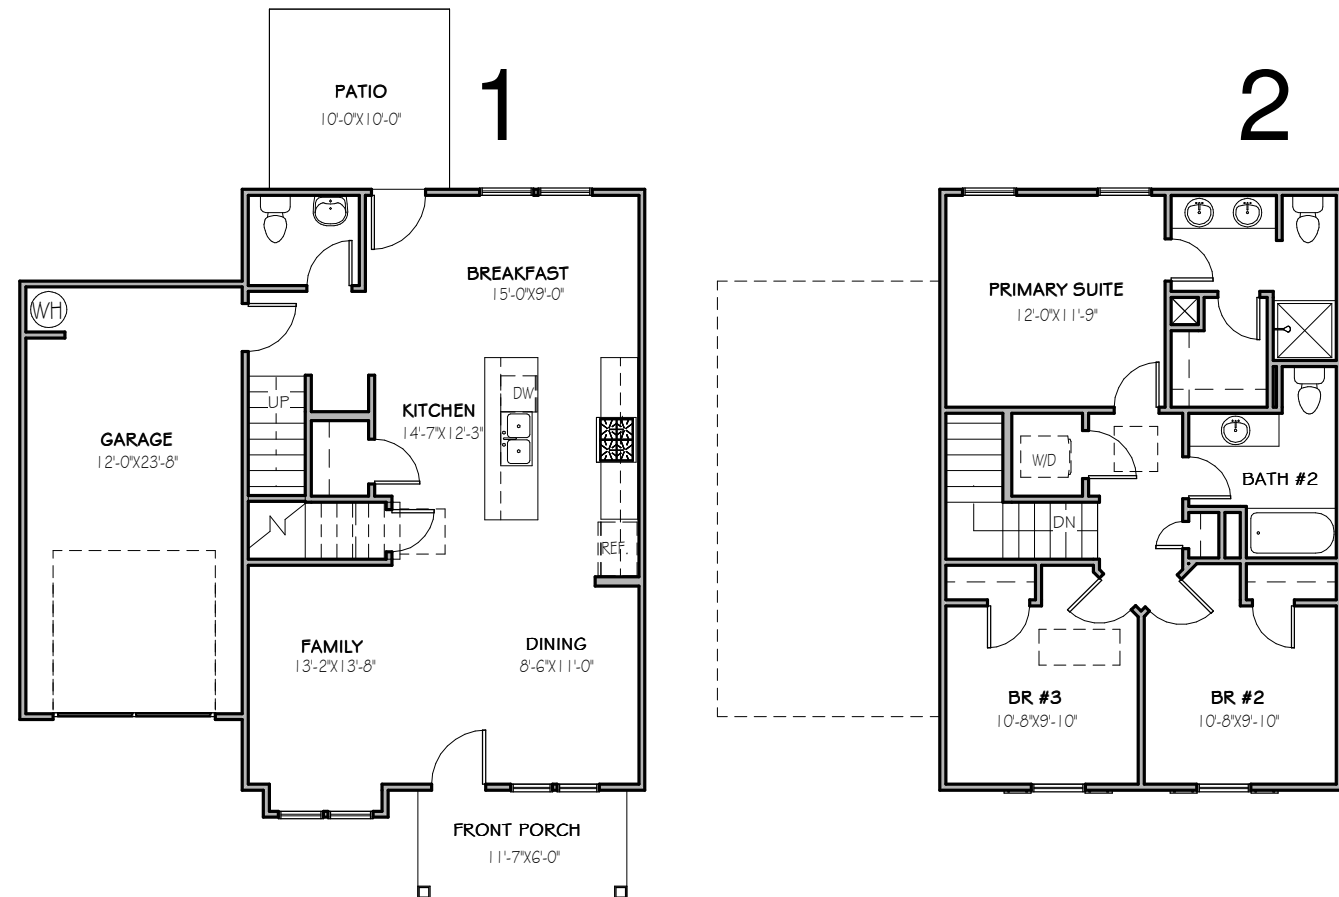 1
2
PATIO
10'-0"X10'-0"
BREAKFAST
15'-0"X9'-0"
WH
UP
DW
KITCHEN
14'-7"X12'-3"
GARAGE
12'-0"X23'-8"
REF.
FAMILY
13'-2"X13'-8"
DINING
8'-6"X11'-0"
FRONT PORCH
11'-7"X6'-0"
PRIMARY SUITE
12'-0"X11'-9"
W/D
BATH #2
DN
BR #3
10'-8"X9'-10"
BR #2
10'-8"X9'-10"